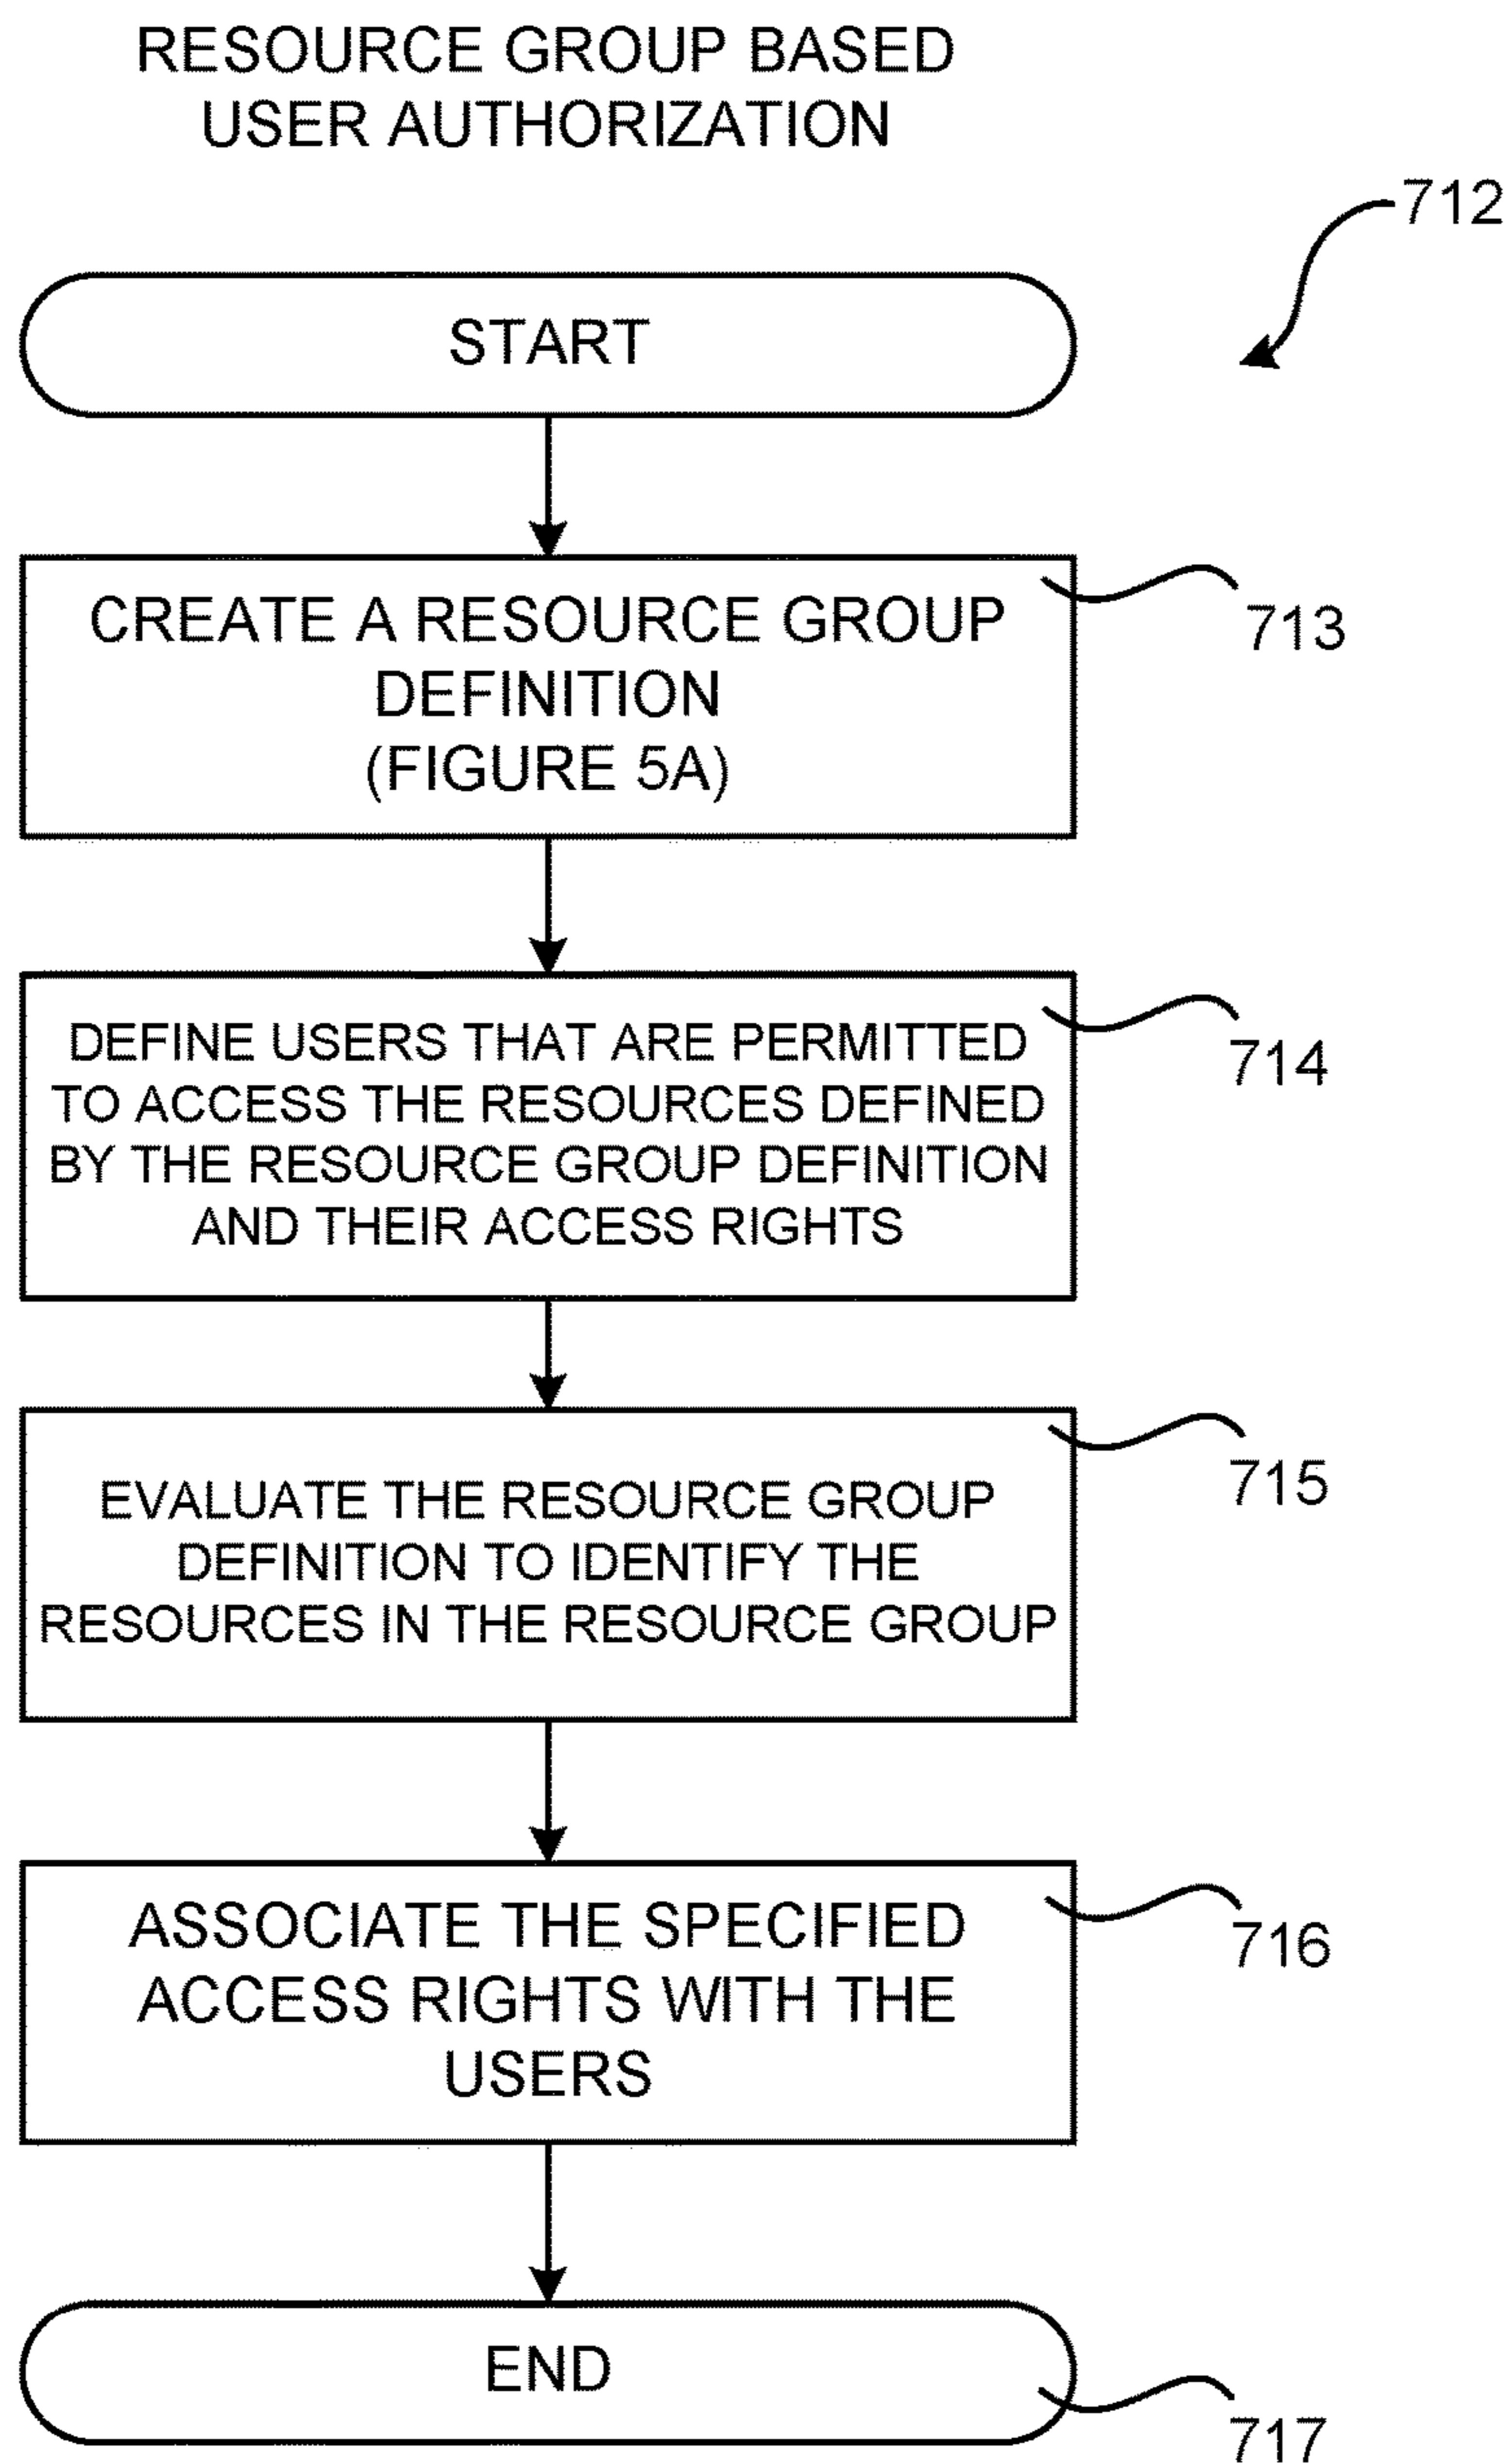 RESOURCE GROUP BASED
USER AUTHORIZATION
712
START
CREATE A RESOURCE GROUP
DEFINITION
(FIGURE 5A)
713
DEFINE USERS THAT ARE PERMITTED
TO ACCESS THE RESOURCES DEFINED
BY THE RESOURCE GROUP DEFINITION
AND THEIR ACCESS RIGHTS
714
EVALUATE THE RESOURCE GROUP
DEFINITION TO IDENTIFY THE
RESOURCES IN THE RESOURCE GROUP
715
ASSOCIATE THE SPECIFIED
ACCESS RIGHTS WITH THE
USERS
716
END
717